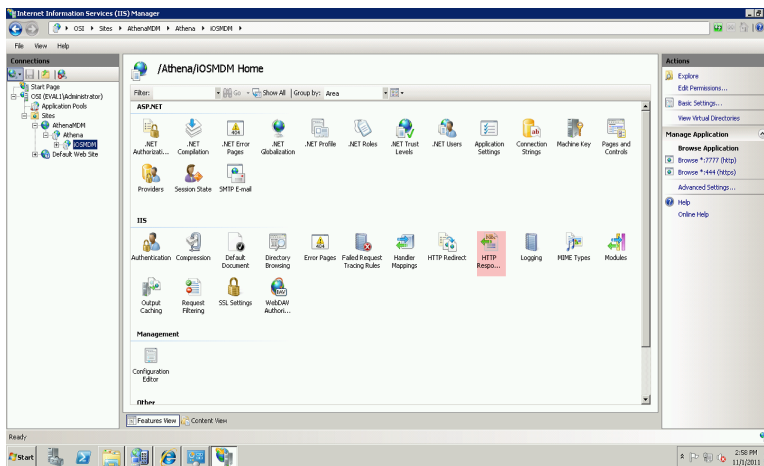 Internet Information Services (IIS) Manager
OSI Sites AthenaMDM Athena iOSMDM
File View Help
Connections
Start Page
OSI (EVAL1\Administrator)
Application Pools
Sites
AthenaMDM
Athena
iOSMDM
Default Web Site
/Athena/iOSMDM Home
Filter: Go Show All Group by: Area
ASP.NET
.NET Authorizati... .NET Compilation .NET Error Pages .NET Globalization .NET Profile .NET Roles .NET Trust Levels .NET Users Application Settings Connection Strings Machine Key Pages and Controls
Providers Session State SMTP E-mail
IIS
Authentication Compression Default Document Directory Browsing Error Pages Failed Request Tracing Rules Handler Mappings HTTP Redirect HTTP Respo... Logging MIME Types Modules
Output Caching Request Filtering SSL Settings WebDAV Authori...
Management
Configuration Editor
Other
Features View Content View
Actions
Explore
Edit Permissions...
Basic Settings...
View Virtual Directories
Manage Application
Browse Application
Browse *:7777 (http)
Browse *:444 (https)
Advanced Settings...
Help
Online Help
Ready
Start
2:58 PM
11/1/2011